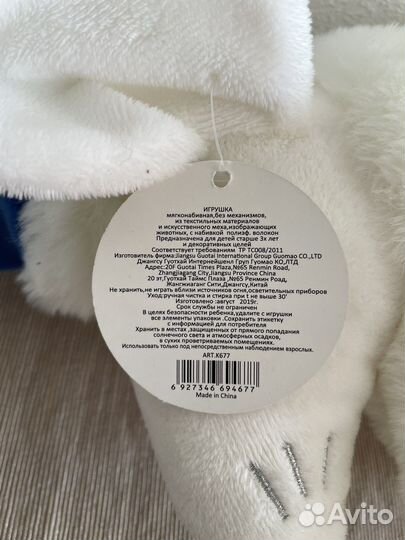 ИГРУШКА
мягконабивная,без механизмов,
из текстильных материалов
и искусственного меха,изображающих
животных, с набивкой полиэф. волокон
Предназначена для детей старше 3х лет
и декоративных целей
Соответствует требованиям ТР ТС008/2011
Изготовитель фирма:Jiangsu Guotai International Group Guomao CO.,LTD
Джангсу Гуотхай Интернейшенл Груп Гуомао КО,ЛТД
Адрес:20F Guotai Times Plaza,№65 Renmin Road,
Zhangjiagang City,Jiangsu Province China
20 эт,Гуотхай Таймс Плаза ,№65 Ренмин Роад,
Жангжиаганг Сити,Джангсу,Китай
Не хранить,не играть вблизи источников огня,осветительных приборов
Уход:ручная чистка и стирка при t не выше 30°
Изготовлено :август 2019г.
Срок службы не ограничен
В целях безопасности ребенка,удалите с игрушки
все элементы упаковки .Сохранить этикетку
с информацией для потребителя
Хранить в местах ,защищенных от прямого попадания
солнечного света и атмосферных осадков,
в сухих проветриваемых помещениях.
Использовать только под непосредственным наблюдением взрослых.
ART.K677
6 927346 694677
Made in China
Avito